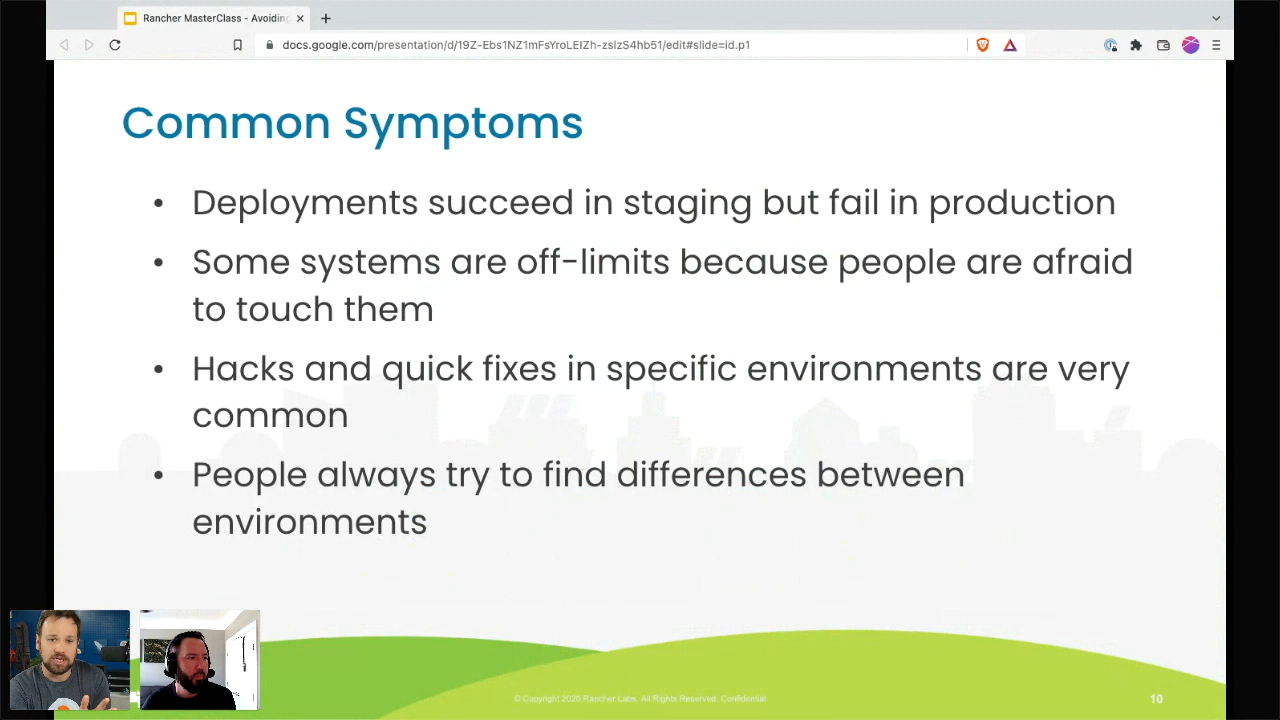 Rancher MasterClass - Avoiding
docs.google.com/presentation/d/19Z-Ebs1NZ1mFsYroLEIZh-zslzS4hb51/edit#slide=id.p1
Common Symptoms
• Deployments succeed in staging but fail in production
• Some systems are off-limits because people are afraid
to touch them
• Hacks and quick fixes in specific environments are very
common
• People always try to find differences between
environments
© Copyright 2020 Rancher Labs. All Rights Reserved. Confidential
10